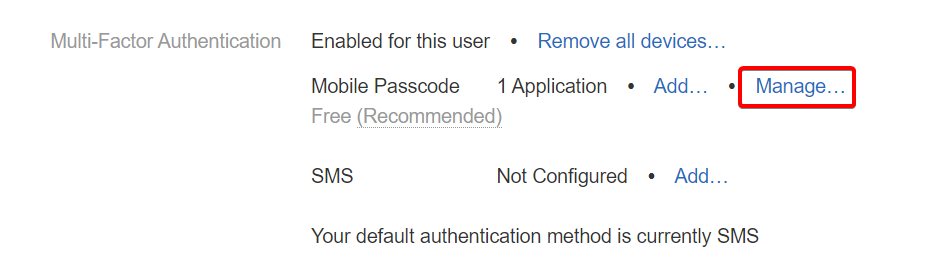 Multi-Factor Authentication Enabled for this user • Remove all devices…
Mobile Passcode 1 Application • Add… • Manage…
Free (Recommended)
SMS Not Configured • Add…
Your default authentication method is currently SMS